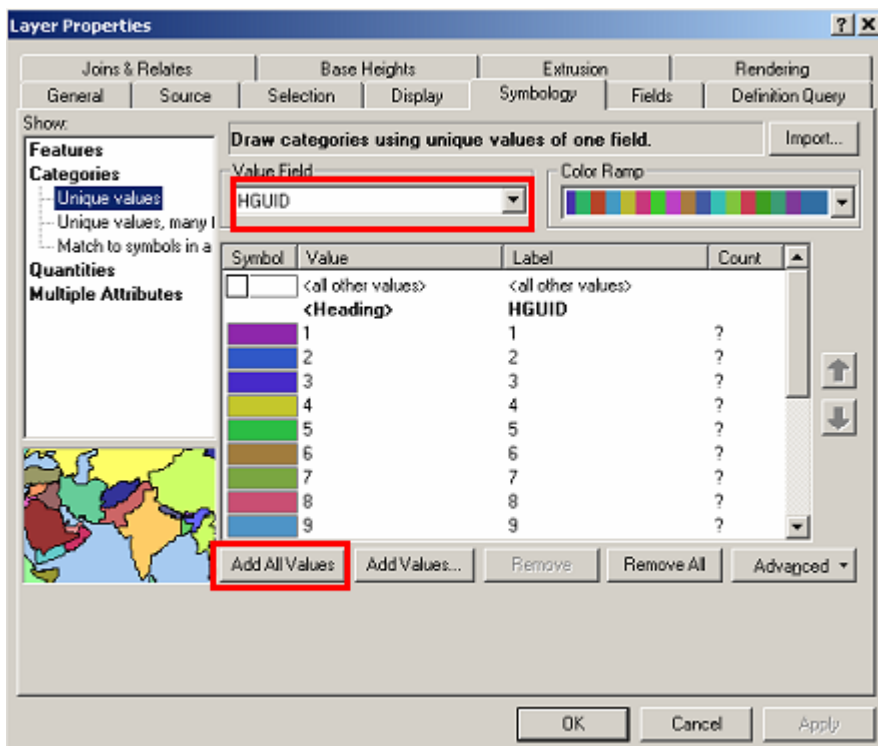 Layer Properties
Joins & Relates Base Heights Extrusion Rendering
General Source Selection Display Symbology Fields Definition Query
Show:
Features
Categories
Unique values
Unique values, many
Match to symbols in a
Quantities
Multiple Attributes
Draw categories using unique values of one field.
Import...
Value Field
HGUID
Color Ramp
Symbol Value Label Count
<all other values> <all other values>
<Heading> HGUID
1 1 ?
2 2 ?
3 3 ?
4 4 ?
5 5 ?
6 6 ?
7 7 ?
8 8 ?
9 9 ?
Add All Values Add Values... Remove Remove All Advanced
OK Cancel Apply